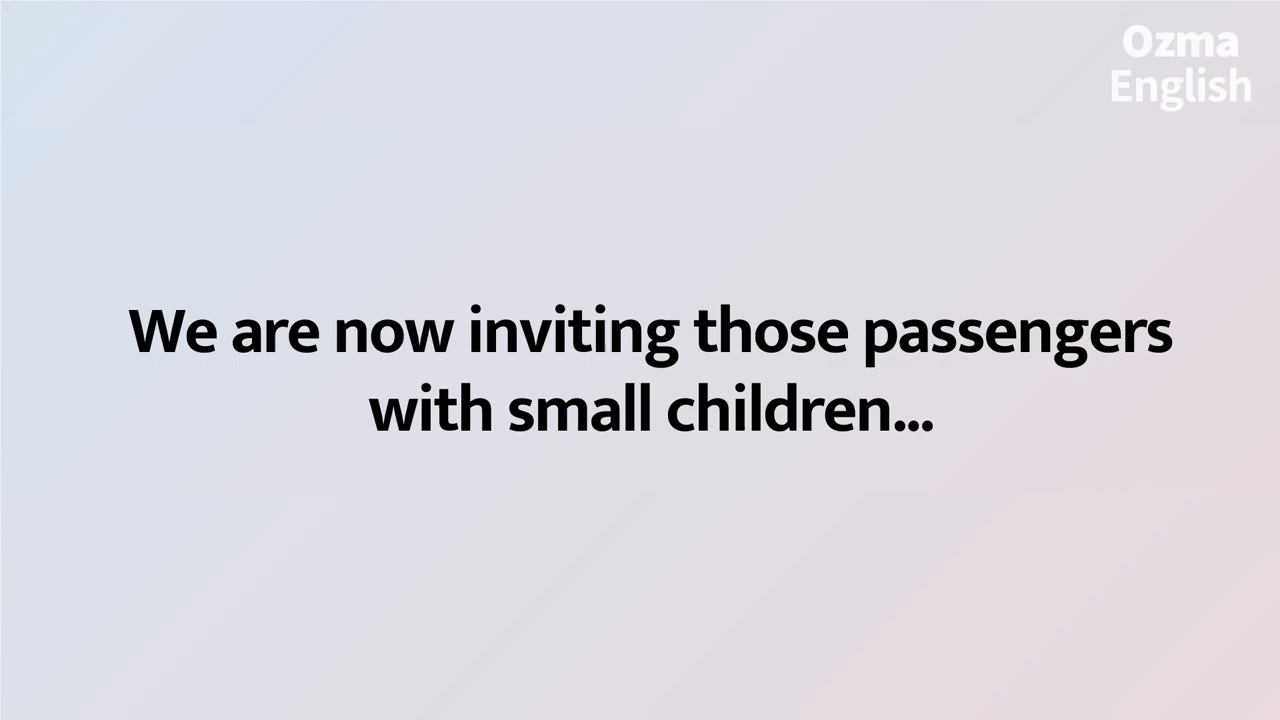 Ozma
English
We are now inviting those passengers
with small children...